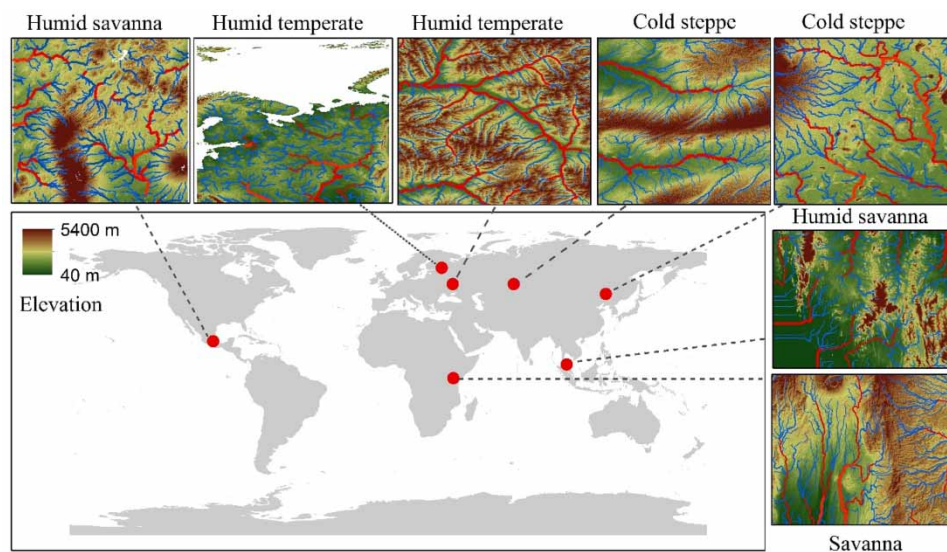 Humid savanna
Humid temperate
Humid temperate
Cold steppe
Cold steppe
5400 m
40 m
Elevation
Humid savanna
Savanna